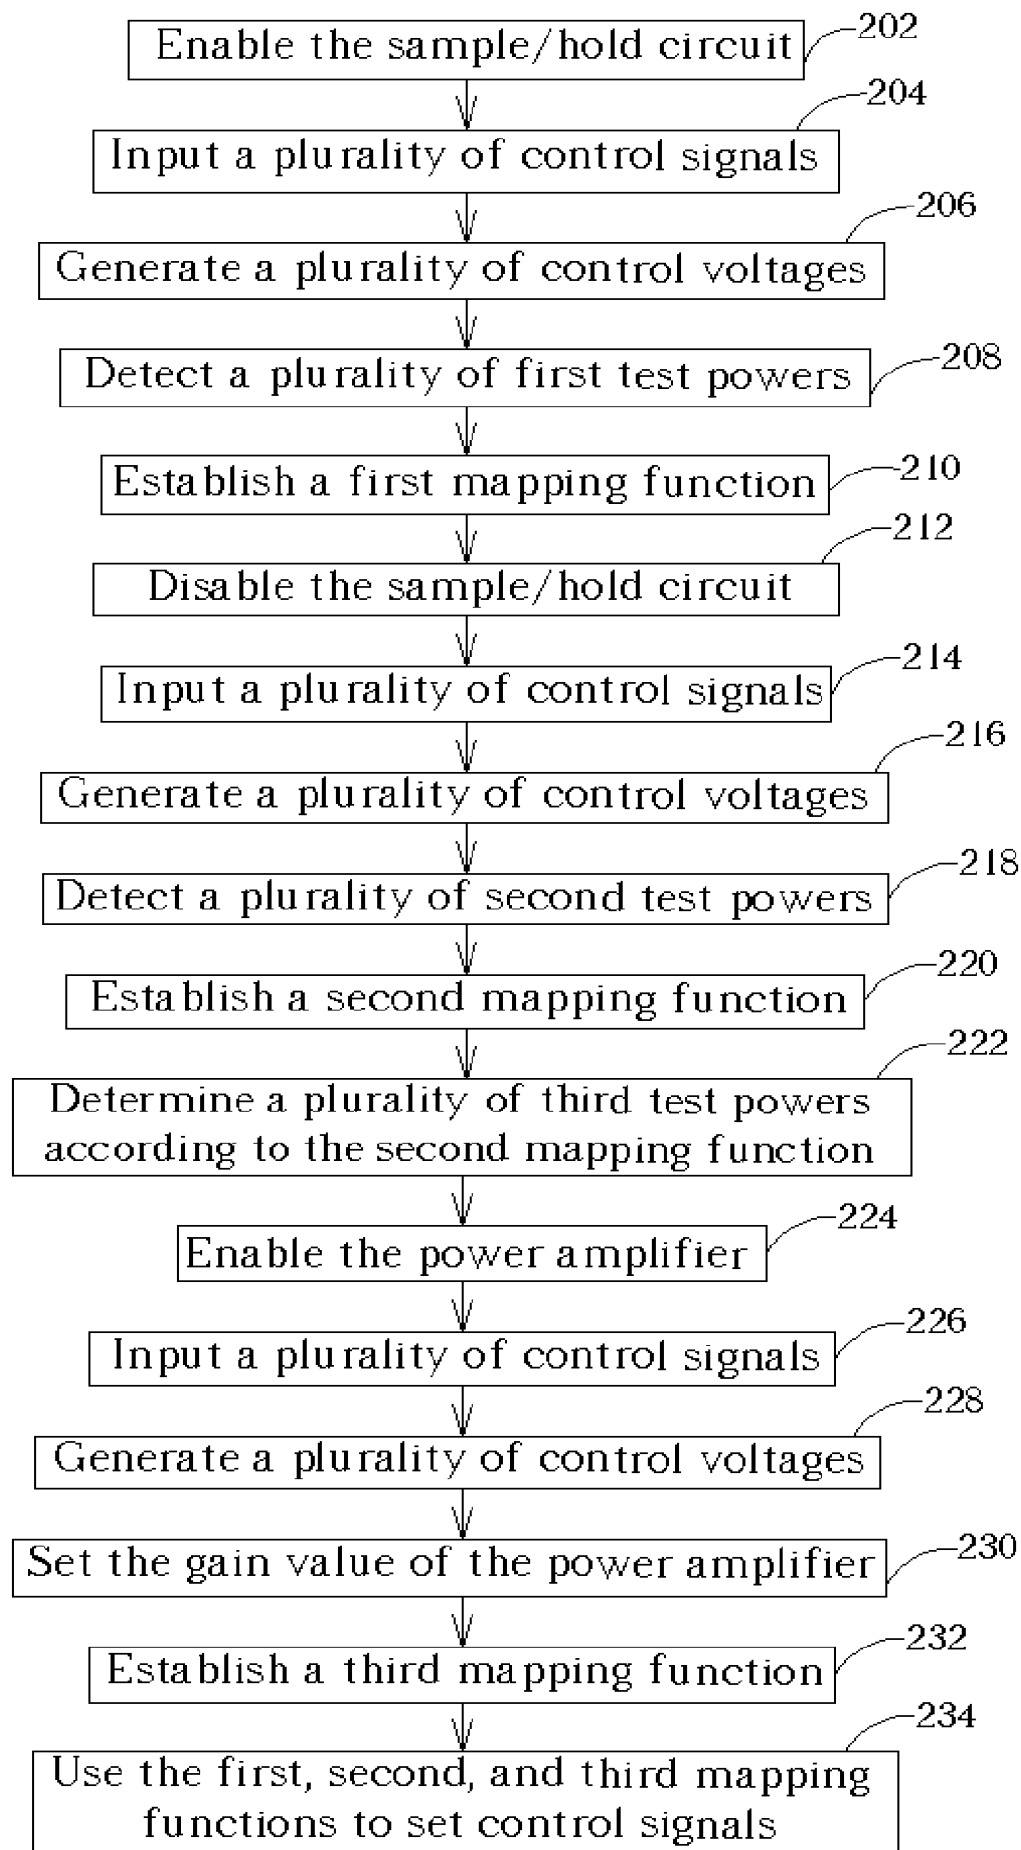 Enable the sample/hold circuit
202
Input a plurality of control signals
204
Generate a plurality of control voltages
206
Detect a plurality of first test powers
208
Establish a first mapping function
210
Disable the sample/hold circuit
212
Input a plurality of control signals
214
Generate a plurality of control voltages
216
Detect a plurality of second test powers
218
Establish a second mapping function
220
Determine a plurality of third test powers
according to the second mapping function
222
Enable the power amplifier
224
Input a plurality of control signals
226
Generate a plurality of control voltages
228
Set the gain value of the power amplifier
230
Establish a third mapping function
232
Use the first, second, and third mapping
functions to set control signals
234